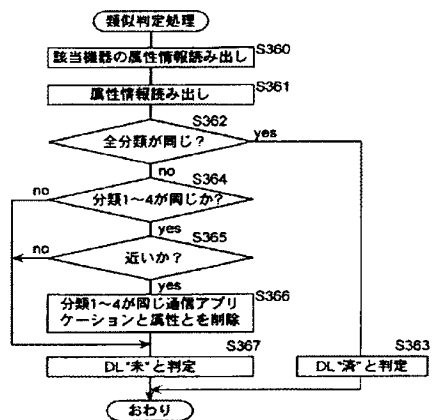 類似判定処理
S360
該当機器の属性情報読み出し
S361
属性情報読み出し
S362
全分類が同じ？
yes
no
S364
no
分類1～4が同じか？
yes
S365
no
近いか？
yes
S366
分類1～4が同じ通信アプリ
ケーションと属性とを削除
S367
S363
DL"未"と判定
DL"済"と判定
おわり